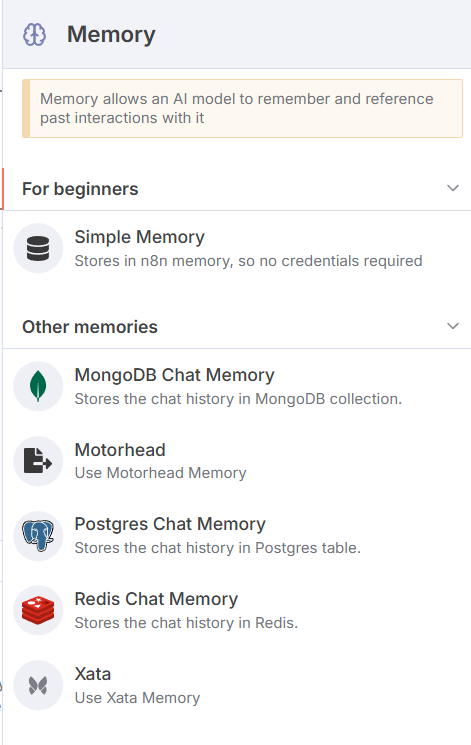 Memory
Memory allows an AI model to remember and reference
past interactions with it
For beginners
Simple Memory
Stores in n8n memory, so no credentials required
Other memories
MongoDB Chat Memory
Stores the chat history in MongoDB collection.
Motorhead
Use Motorhead Memory
Postgres Chat Memory
Stores the chat history in Postgres table.
Redis Chat Memory
Stores the chat history in Redis.
Xata
Use Xata Memory